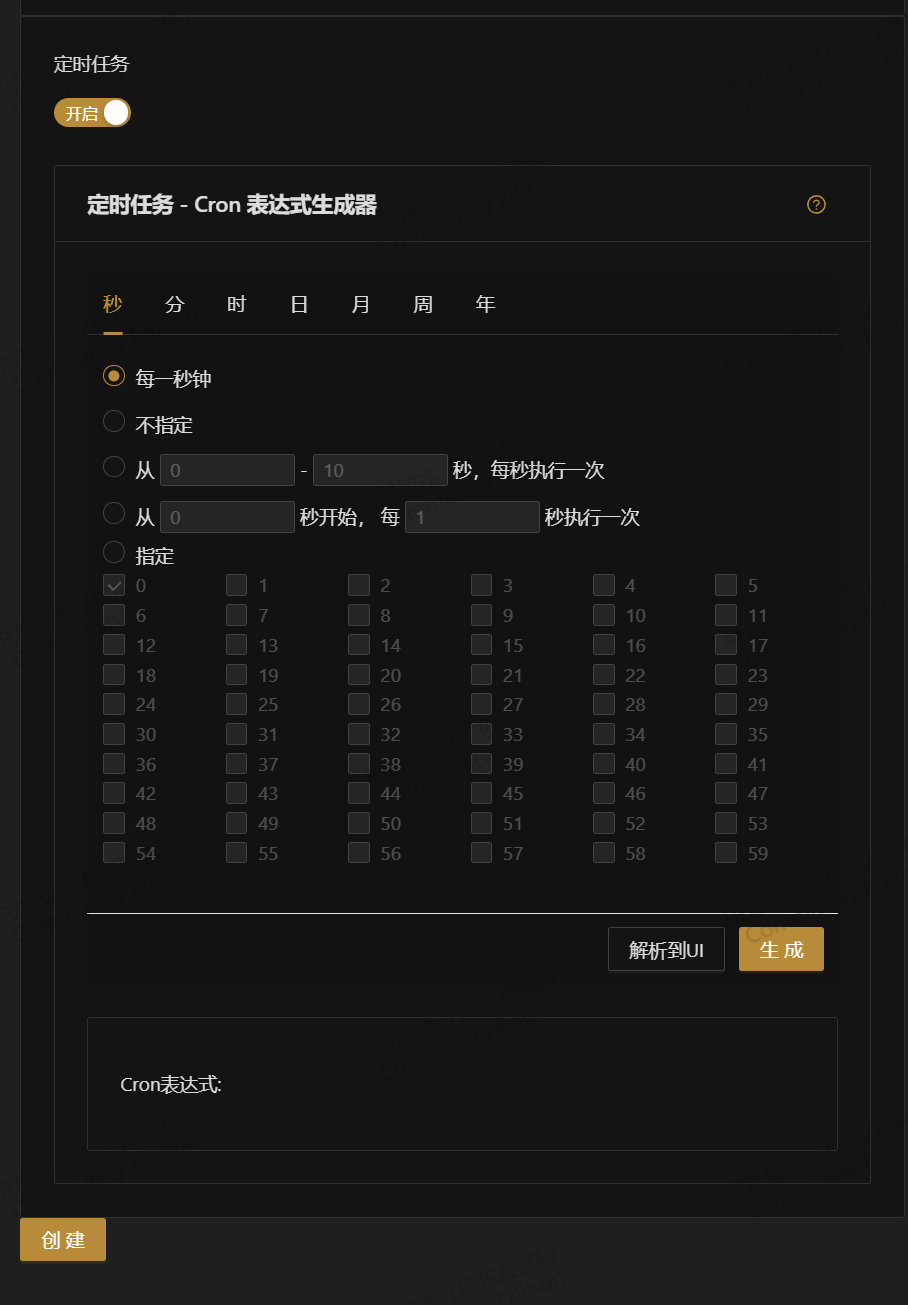 定时任务
开启
定时任务 - Cron 表达式生成器
秒 分 时 日 月 周 年
每一秒钟
不指定
从 0 - 10 秒，每秒执行一次
从 0 秒开始， 每 1 秒执行一次
指定
0 1 2 3 4 5
6 7 8 9 10 11
12 13 14 15 16 17
18 19 20 21 22 23
24 25 26 27 28 29
30 31 32 33 34 35
36 37 38 39 40 41
42 43 44 45 46 47
48 49 50 51 52 53
54 55 56 57 58 59
解析到UI 生 成
Cron表达式:
创 建